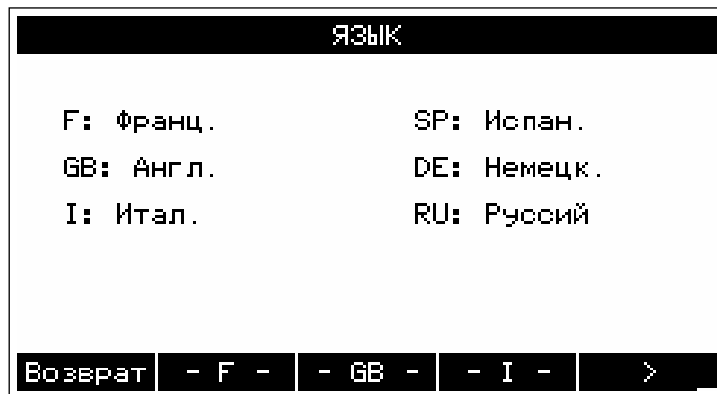 ЯЗЫК
F: Франц. SP: Испан.
GB: Англ. DE: Немецк.
I: Итал. RU: Руссий
Возврат - F - - GB - - I - >